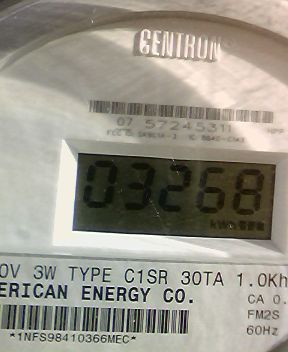 CENTRON
07 57245311
03268
kWh
0V 3W TYPE C1SR 30TA 1.0Kh
ERICAN ENERGY CO.
CA 0.
FM2S
60Hz
*1NFS98410366MEC*